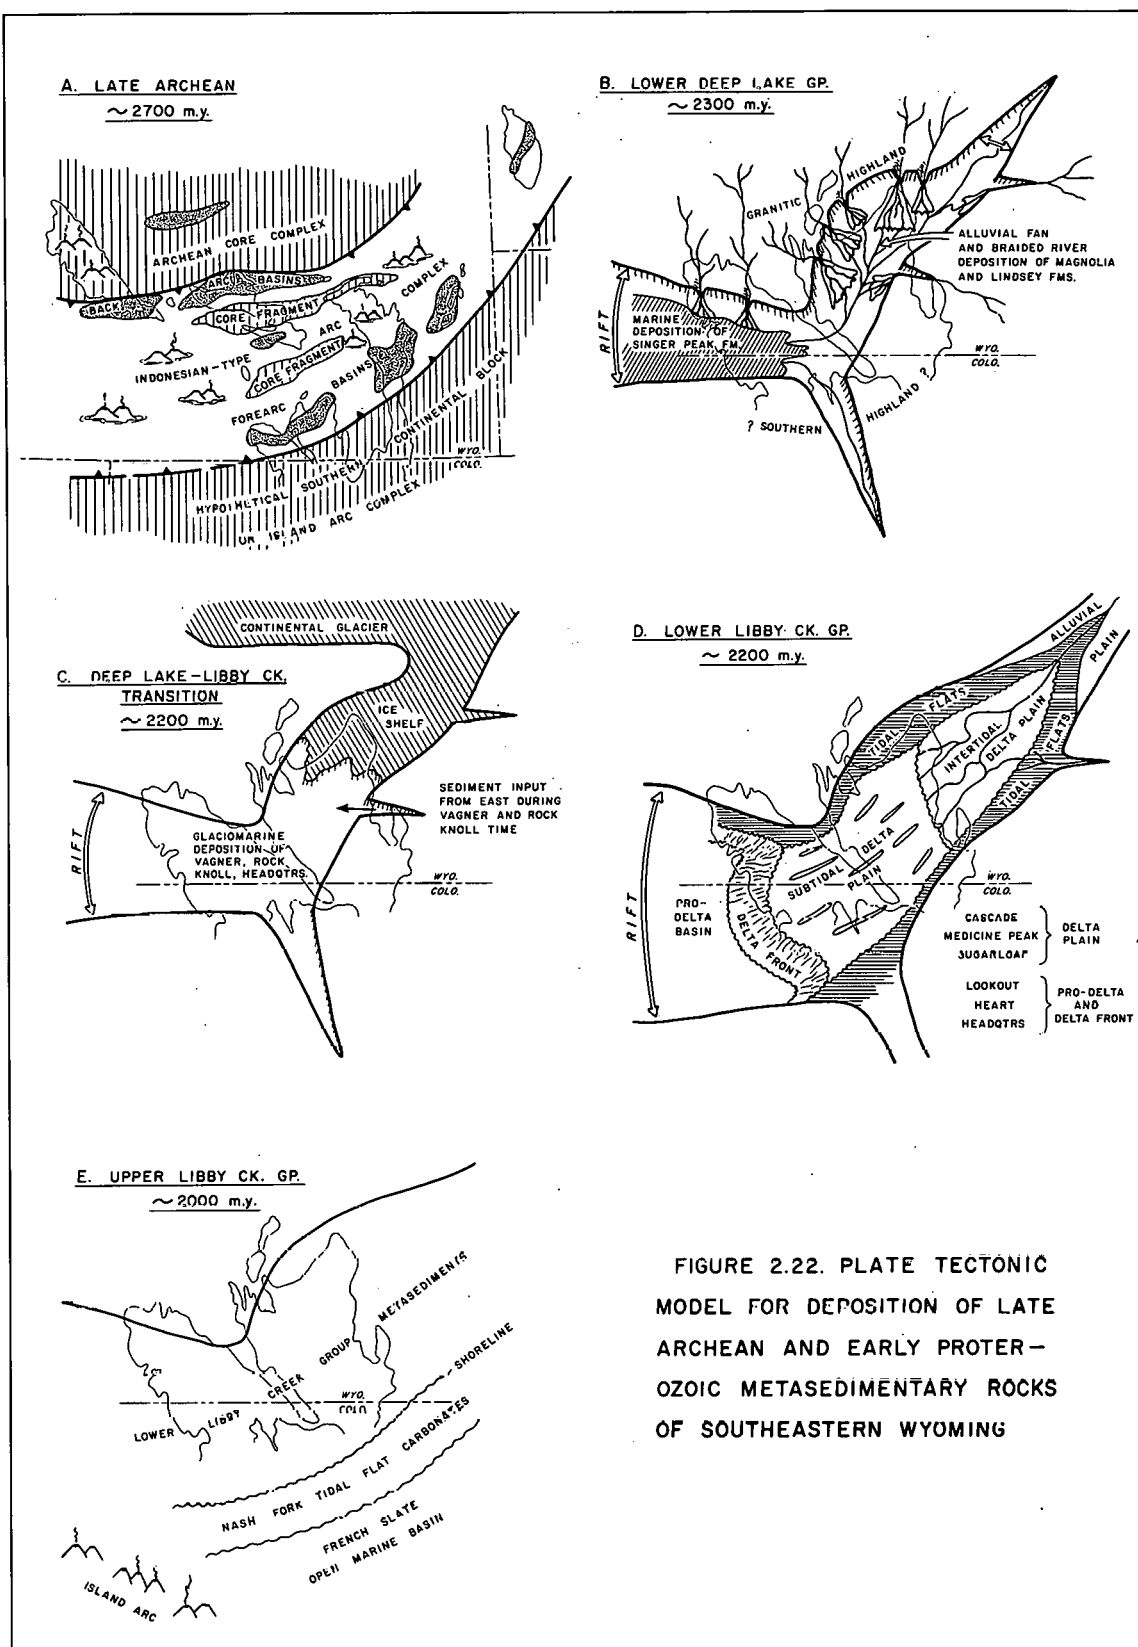 A. LATE ARCHEAN
~ 2700 m.y.
ARCHEAN CORE COMPLEX
BACK ARC BASINS
CORE FRAGMENT
ARC
COMPLEX
INDONESIAN-TYPE
CORE FRAGMENT
FOREARC BASINS
HYPOTHETICAL SOUTHERN CONTINENTAL BLOCK
OR ISLAND ARC COMPLEX
WYO.
COLO.
B. LOWER DEEP LAKE GP.
~ 2300 m.y.
GRANITIC HIGHLAND
ALLUVIAL FAN
AND BRAIDED RIVER
DEPOSITION OF MAGNOLIA
AND LINDSEY FMS.
RIFT
MARINE
DEPOSITION OF
SINGER PEAK FM.
WYO.
COLO.
? SOUTHERN HIGHLAND ?
C. DEEP LAKE-LIBBY CK.
TRANSITION
~ 2200 m.y.
CONTINENTAL GLACIER
ICE
SHELF
SEDIMENT INPUT
FROM EAST DURING
VAGNER AND ROCK
KNOLL TIME
RIFT
GLACIOMARINE
DEPOSITION OF
VAGNER, ROCK
KNOLL, HEADQTRS.
WYO.
COLO.
D. LOWER LIBBY CK. GP.
~ 2200 m.y.
ALLUVIAL PLAIN
TIDAL FLATS
INTERTIDAL
DELTA PLAIN
TIDAL FLATS
SUBTIDAL DELTA
PLAIN
RIFT
PRO-
DELTA
BASIN
DELTA FRONT
WYO.
COLO.
CASCADE
MEDICINE PEAK
SUGARLOAF
DELTA
PLAIN
LOOKOUT
HEART
HEADQTRS
PRO-DELTA
AND
DELTA FRONT
E. UPPER LIBBY CK. GP.
~ 2000 m.y.
LOWER LIBBY CREEK GROUP METASEDIMENTS
WYO.
COLO.
SHORELINE
NASH FORK TIDAL FLAT CARBONATES
FRENCH SLATE
OPEN MARINE BASIN
ISLAND ARC
FIGURE 2.22. PLATE TECTONIC
MODEL FOR DEPOSITION OF LATE
ARCHEAN AND EARLY PROTER-
OZOIC METASEDIMENTARY ROCKS
OF SOUTHEASTERN WYOMING